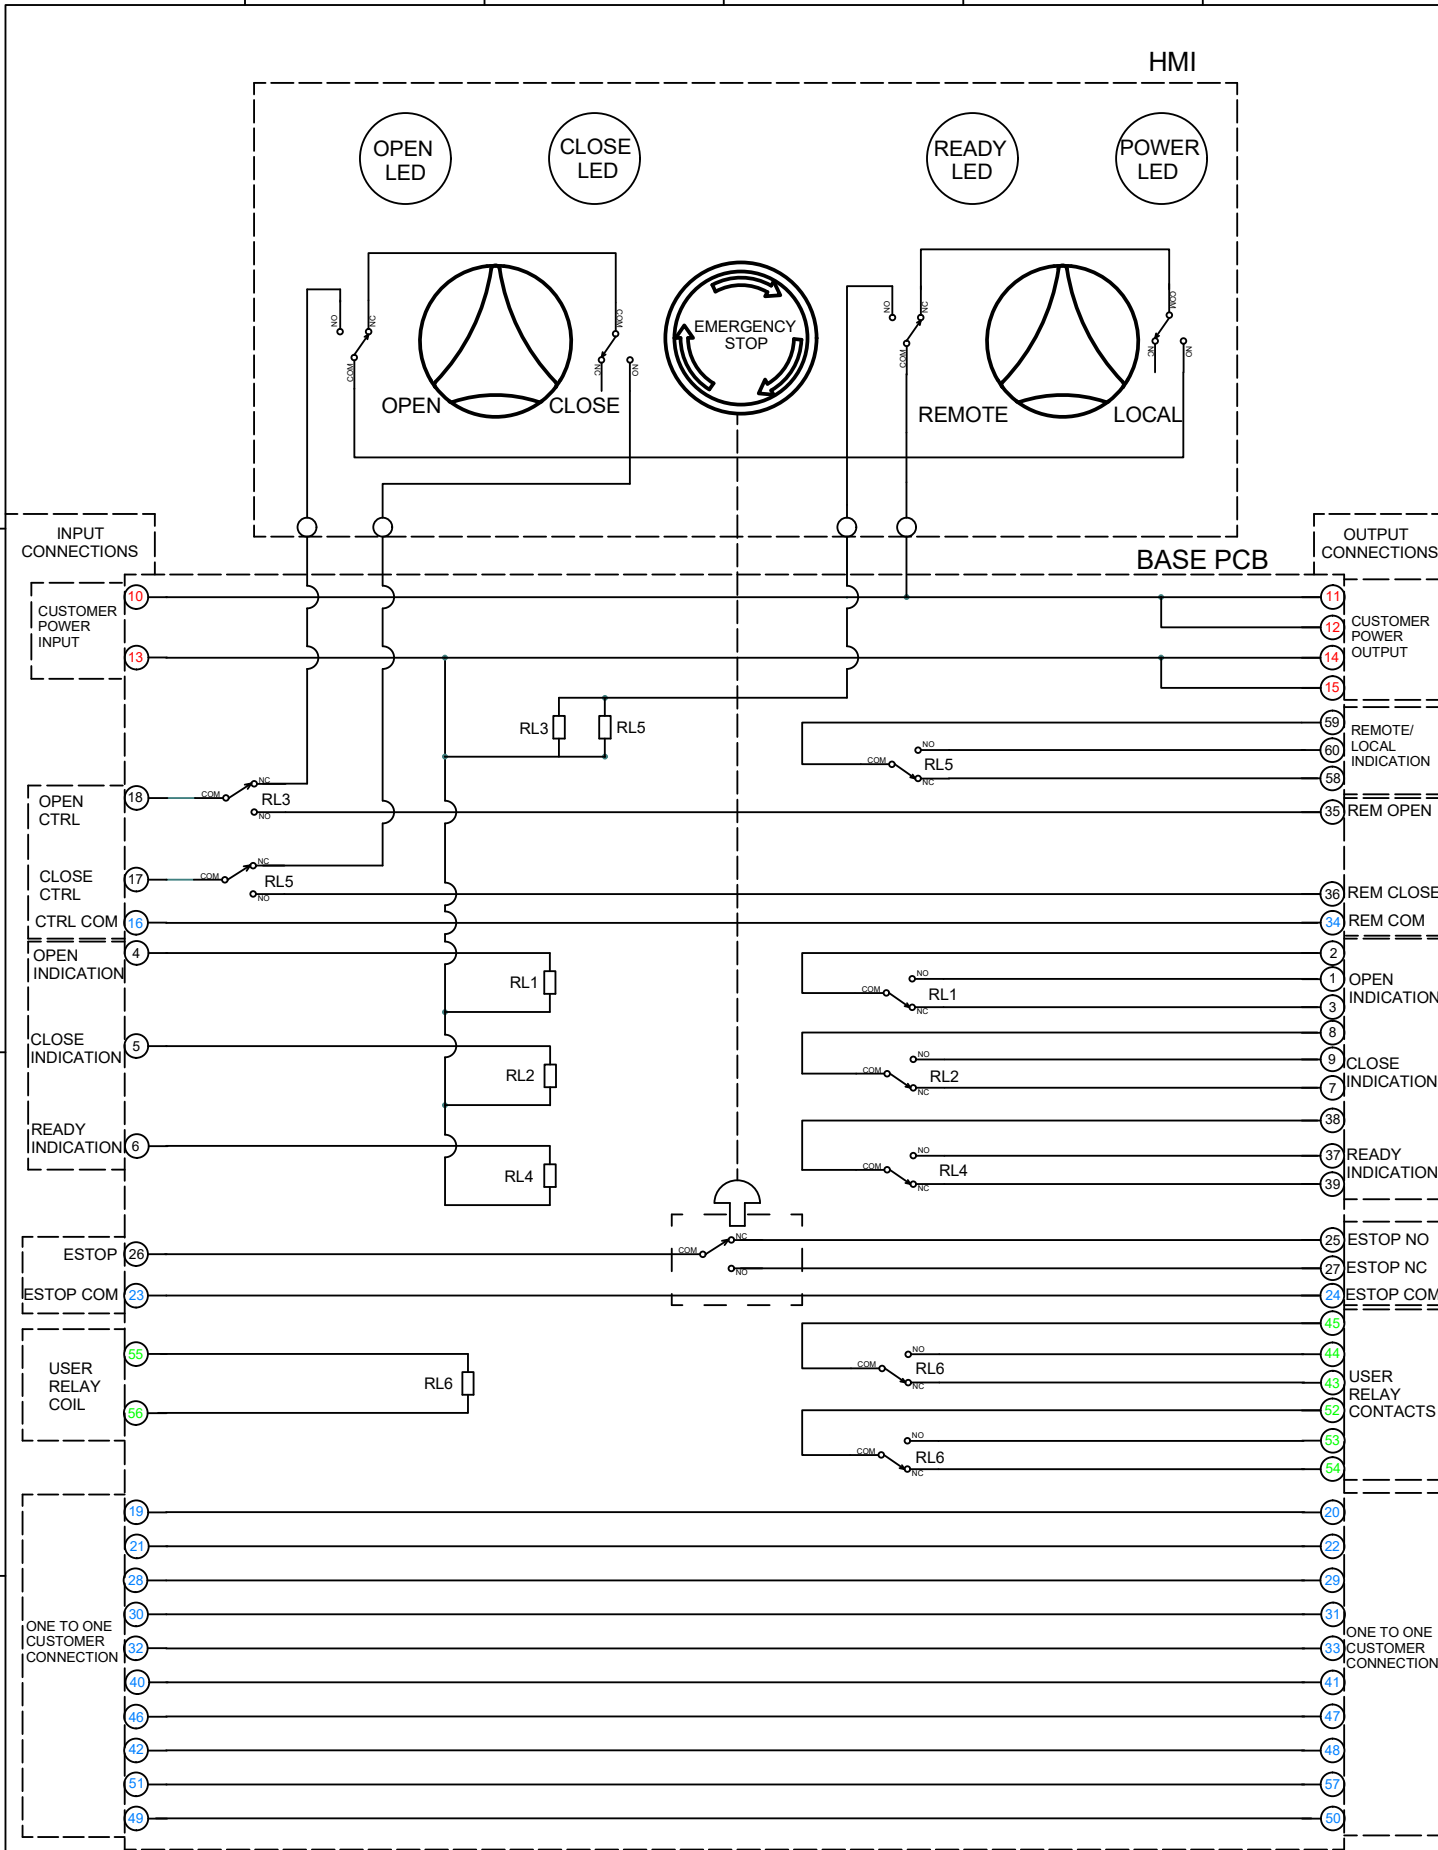 HMI
OPEN
LED
CLOSE
LED
READY
LED
POWER
LED
NO
NC
COM
COM
NC
NO
OPEN
CLOSE
EMERGENCY
STOP
NO
NC
COM
COM
NC
NO
REMOTE
LOCAL
INPUT
CONNECTIONS
OUTPUT
CONNECTIONS
BASE PCB
CUSTOMER
POWER
INPUT
10
13
11
12
14
15
CUSTOMER
POWER
OUTPUT
RL3
RL5
59
60
58
REMOTE/
LOCAL
INDICATION
COM
NO
NC
RL5
OPEN
CTRL
18
COM
NC
NO
RL3
35
REM OPEN
CLOSE
CTRL
17
COM
NC
NO
RL5
36
REM CLOSE
CTRL COM
16
34
REM COM
OPEN
INDICATION
4
RL1
COM
NO
NC
RL1
2
1
3
OPEN
INDICATION
CLOSE
INDICATION
5
RL2
COM
NO
NC
RL2
8
9
7
CLOSE
INDICATION
READY
INDICATION
6
RL4
COM
NO
NC
RL4
38
37
39
READY
INDICATION
ESTOP
26
COM
NC
NO
25
ESTOP NO
27
ESTOP NC
ESTOP COM
23
24
ESTOP COM
USER
RELAY
COIL
55
56
RL6
COM
NO
NC
RL6
COM
NO
NC
RL6
45
44
43
52
53
54
USER
RELAY
CONTACTS
ONE TO ONE
CUSTOMER
CONNECTION
19
21
28
30
32
40
46
42
51
49
20
22
29
31
33
41
47
48
57
50
ONE TO ONE
CUSTOMER
CONNECTION